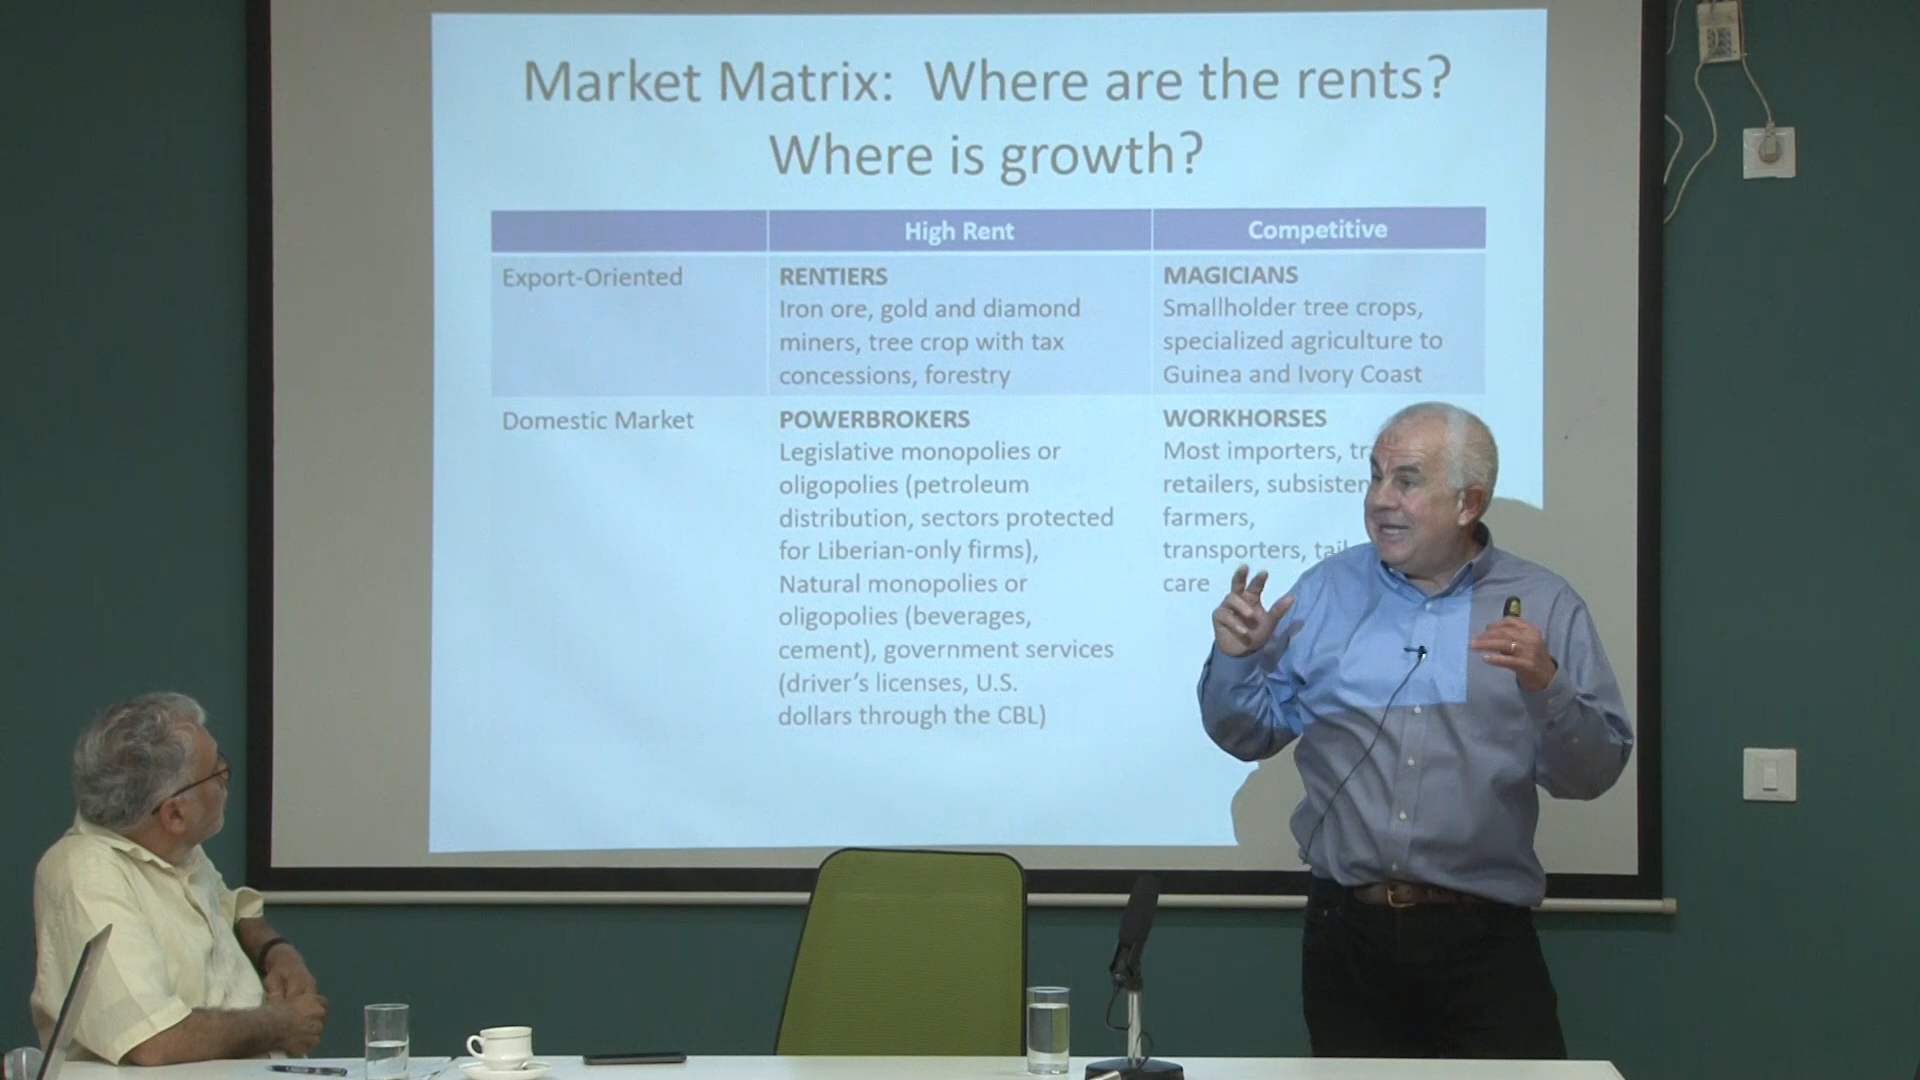 Market Matrix: Where are the rents?
Where is growth?
High Rent
Competitive
Export-Oriented
RENTIERS
Iron ore, gold and diamond
miners, tree crop with tax
concessions, forestry
MAGICIANS
Smallholder tree crops,
specialized agriculture to
Guinea and Ivory Coast
Domestic Market
POWERBROKERS
Legislative monopolies or
oligopolies (petroleum
distribution, sectors protected
for Liberian-only firms),
Natural monopolies or
oligopolies (beverages,
cement), government services
(driver's licenses, U.S.
dollars through the CBL)
WORKHORSES
Most importers,
retailers,
farmers,
transporters,
care